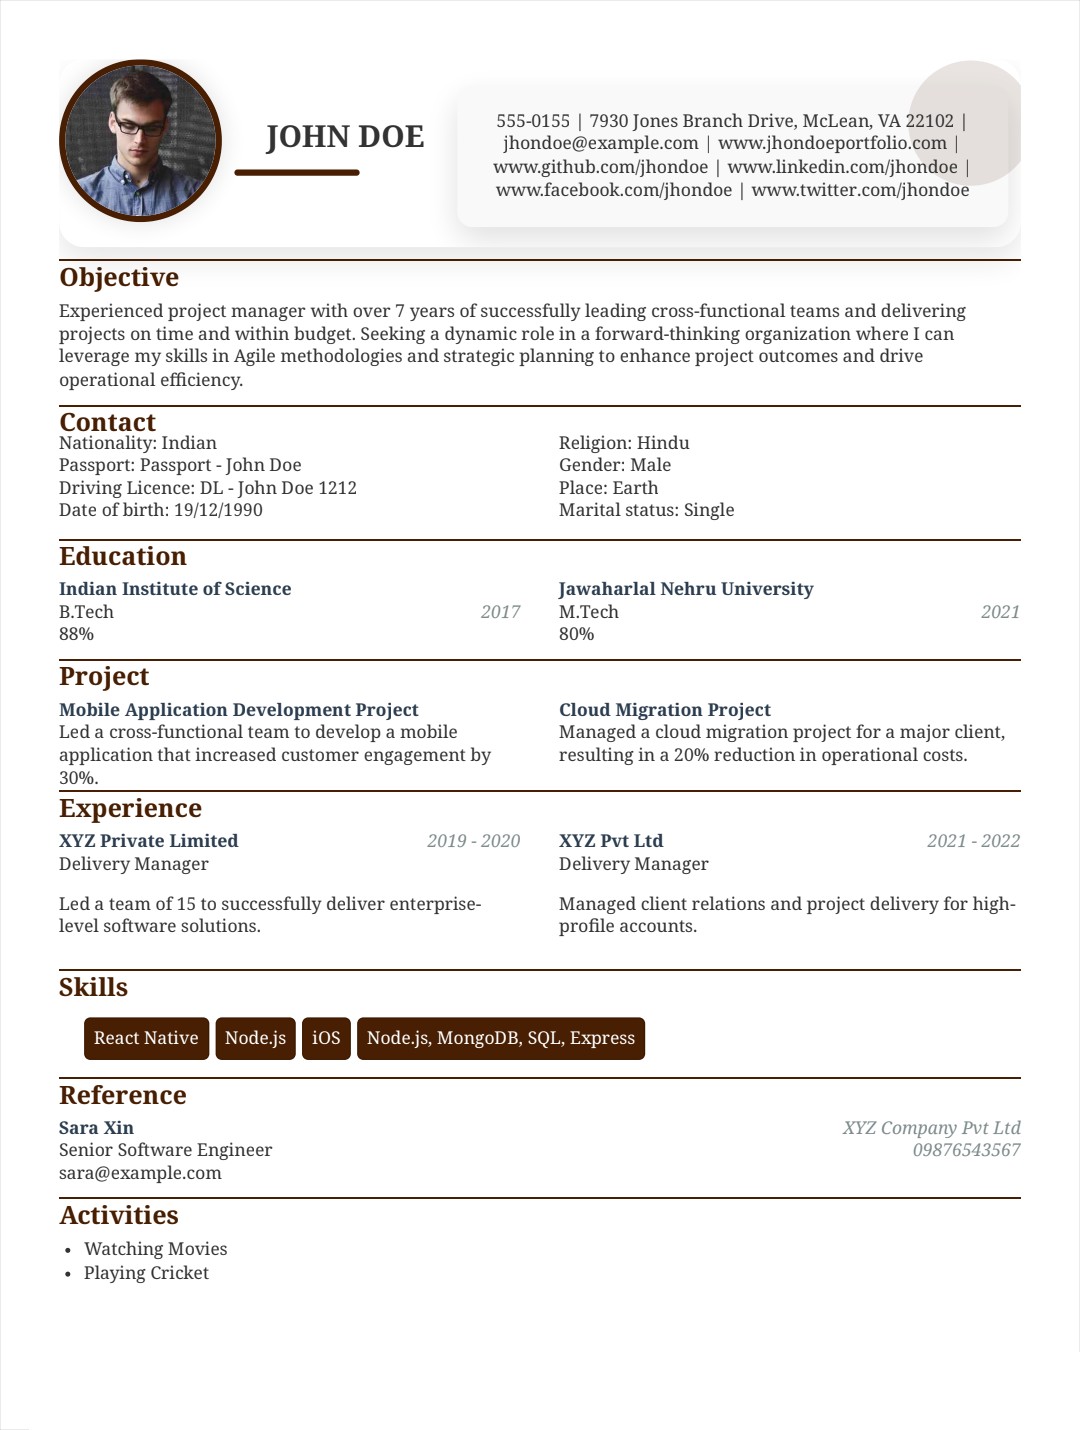 JOHN DOE
555-0155 | 7930 Jones Branch Drive, McLean, VA 22102 |
jhondoe@example.com | www.jhondoeportfolio.com |
www.github.com/jhondoe | www.linkedin.com/jhondoe |
www.facebook.com/jhondoe | www.twitter.com/jhondoe
Objective
Experienced project manager with over 7 years of successfully leading cross-functional teams and delivering
projects on time and within budget. Seeking a dynamic role in a forward-thinking organization where I can
leverage my skills in Agile methodologies and strategic planning to enhance project outcomes and drive
operational efficiency.
Contact
Nationality: Indian
Passport: Passport - John Doe
Driving Licence: DL - John Doe 1212
Date of birth: 19/12/1990
Religion: Hindu
Gender: Male
Place: Earth
Marital status: Single
Education
Indian Institute of Science
B.Tech 2017
88%
Jawaharlal Nehru University
M.Tech 2021
80%
Project
Mobile Application Development Project
Led a cross-functional team to develop a mobile
application that increased customer engagement by
30%.
Cloud Migration Project
Managed a cloud migration project for a major client,
resulting in a 20% reduction in operational costs.
Experience
XYZ Private Limited 2019 - 2020
Delivery Manager
Led a team of 15 to successfully deliver enterprise-
level software solutions.
XYZ Pvt Ltd 2021 - 2022
Delivery Manager
Managed client relations and project delivery for high-
profile accounts.
Skills
React Native Node.js iOS Node.js, MongoDB, SQL, Express
Reference
Sara Xin XYZ Company Pvt Ltd
Senior Software Engineer 09876543567
sara@example.com
Activities
• Watching Movies
• Playing Cricket